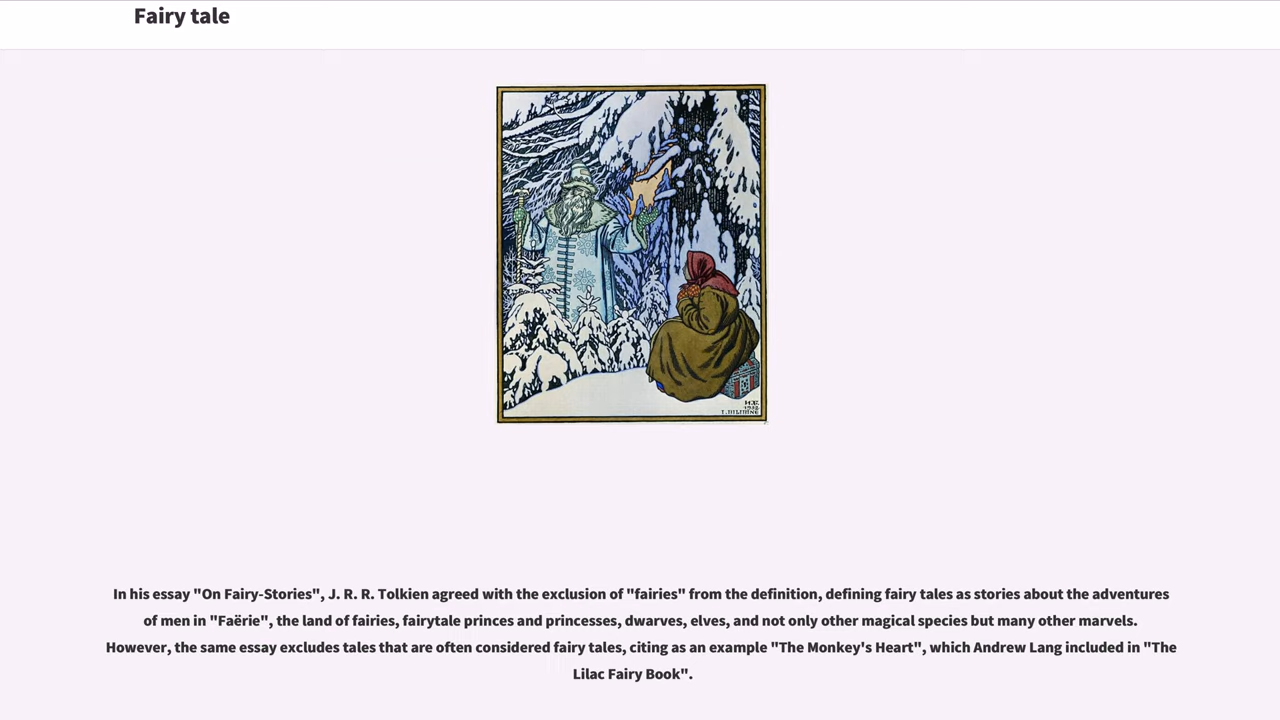 Fairy tale
1932
I. BILIBINE
In his essay "On Fairy-Stories", J. R. R. Tolkien agreed with the exclusion of "fairies" from the definition, defining fairy tales as stories about the adventures
of men in "Faërie", the land of fairies, fairytale princes and princesses, dwarves, elves, and not only other magical species but many other marvels.
However, the same essay excludes tales that are often considered fairy tales, citing as an example "The Monkey's Heart", which Andrew Lang included in "The
Lilac Fairy Book".